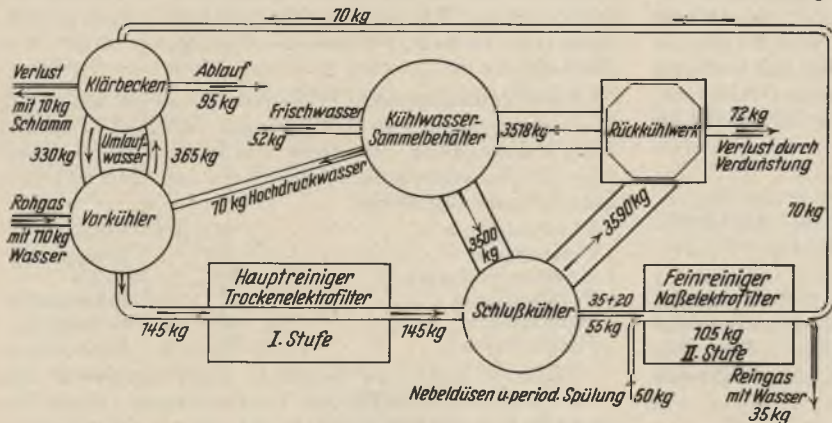 70 kg
Verlust
mit 10 kg
Schlamm
Klärbecken
Ablauf
95 kg
Frischwasser
52 kg
Kühlwasser-
Sammelbehälter
3518 kg
Rückkühlwerk
72 kg
Verlust durch
Verdunstung
330 kg
Umlauf-
wasser
365 kg
70 kg Hochdruckwasser
Rohgas
mit 110 kg
Wasser
Vorkühler
3500
kg
3590 kg
70 kg
Hauptreiniger
Trockenelektrofilter
I. Stufe
145 kg
145 kg
Schlußkühler
35+20
55 kg
Feinreiniger
Naßelektrofilter
105 kg
II. Stufe
Nebeldüsen u. period. Spülung
50 kg
Reingas
mit Wasser
35 kg